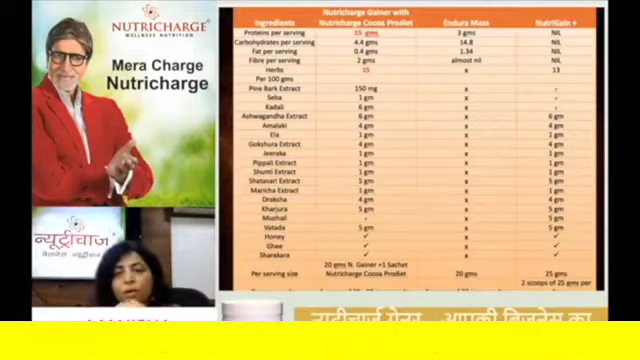 NUTRICHARGE
WELLNESS NUTRITION
Mera Charge
Nutricharge
न्यूट्रीचार्ज
वेलनेस न्यूट्रीशन
Ingredients Nutricharge Gainer with Nutricharge Cocoa Prodiet Endura Mass NutriGain +
Proteins per serving 15 gms 3 gms NIL
Carbohydrates per serving 4.4 gms 14.8 NIL
Fat per serving 0.4 gms 1.34 NIL
Fibre per serving 2 gms almost nil NIL
Herbs 15 x 13
Per 100 gms
Pine Bark Extract 150 mg x
Seba 1 gm x
Kadali 6 gm x
Ashwagandha Extract 6 gm x 6 gm
Amalaki 4 gm x 4 gm
Ela 1 gm x 1 gm
Gokshura Extract 4 gm x 4 gm
Jeeraka 1 gm x 1 gm
Pippali Extract 1 gm x 1 gm
Shunti Extract 1 gm x 1 gm
Shatavari Extract 5 gm x 5 gm
Maricha Extract 1 gm x 1 gm
Draksha 4 gm x 4 gm
Kharjura 5 gm x 5 gm
Mushali x 5 gm
Vatada 5 gm x 5 gm
Honey ✓ x ✓
Ghee ✓ x ✓
Sharakara ✓ x ✓
Per serving size 20 gms N. Gainer +1 Sachet Nutricharge Cocoa Prodiet 20 gms 25 gms
2 scoops of 25 gms per
न्यूट्रीचार्ज गेनर आपकी बिज़नेस का